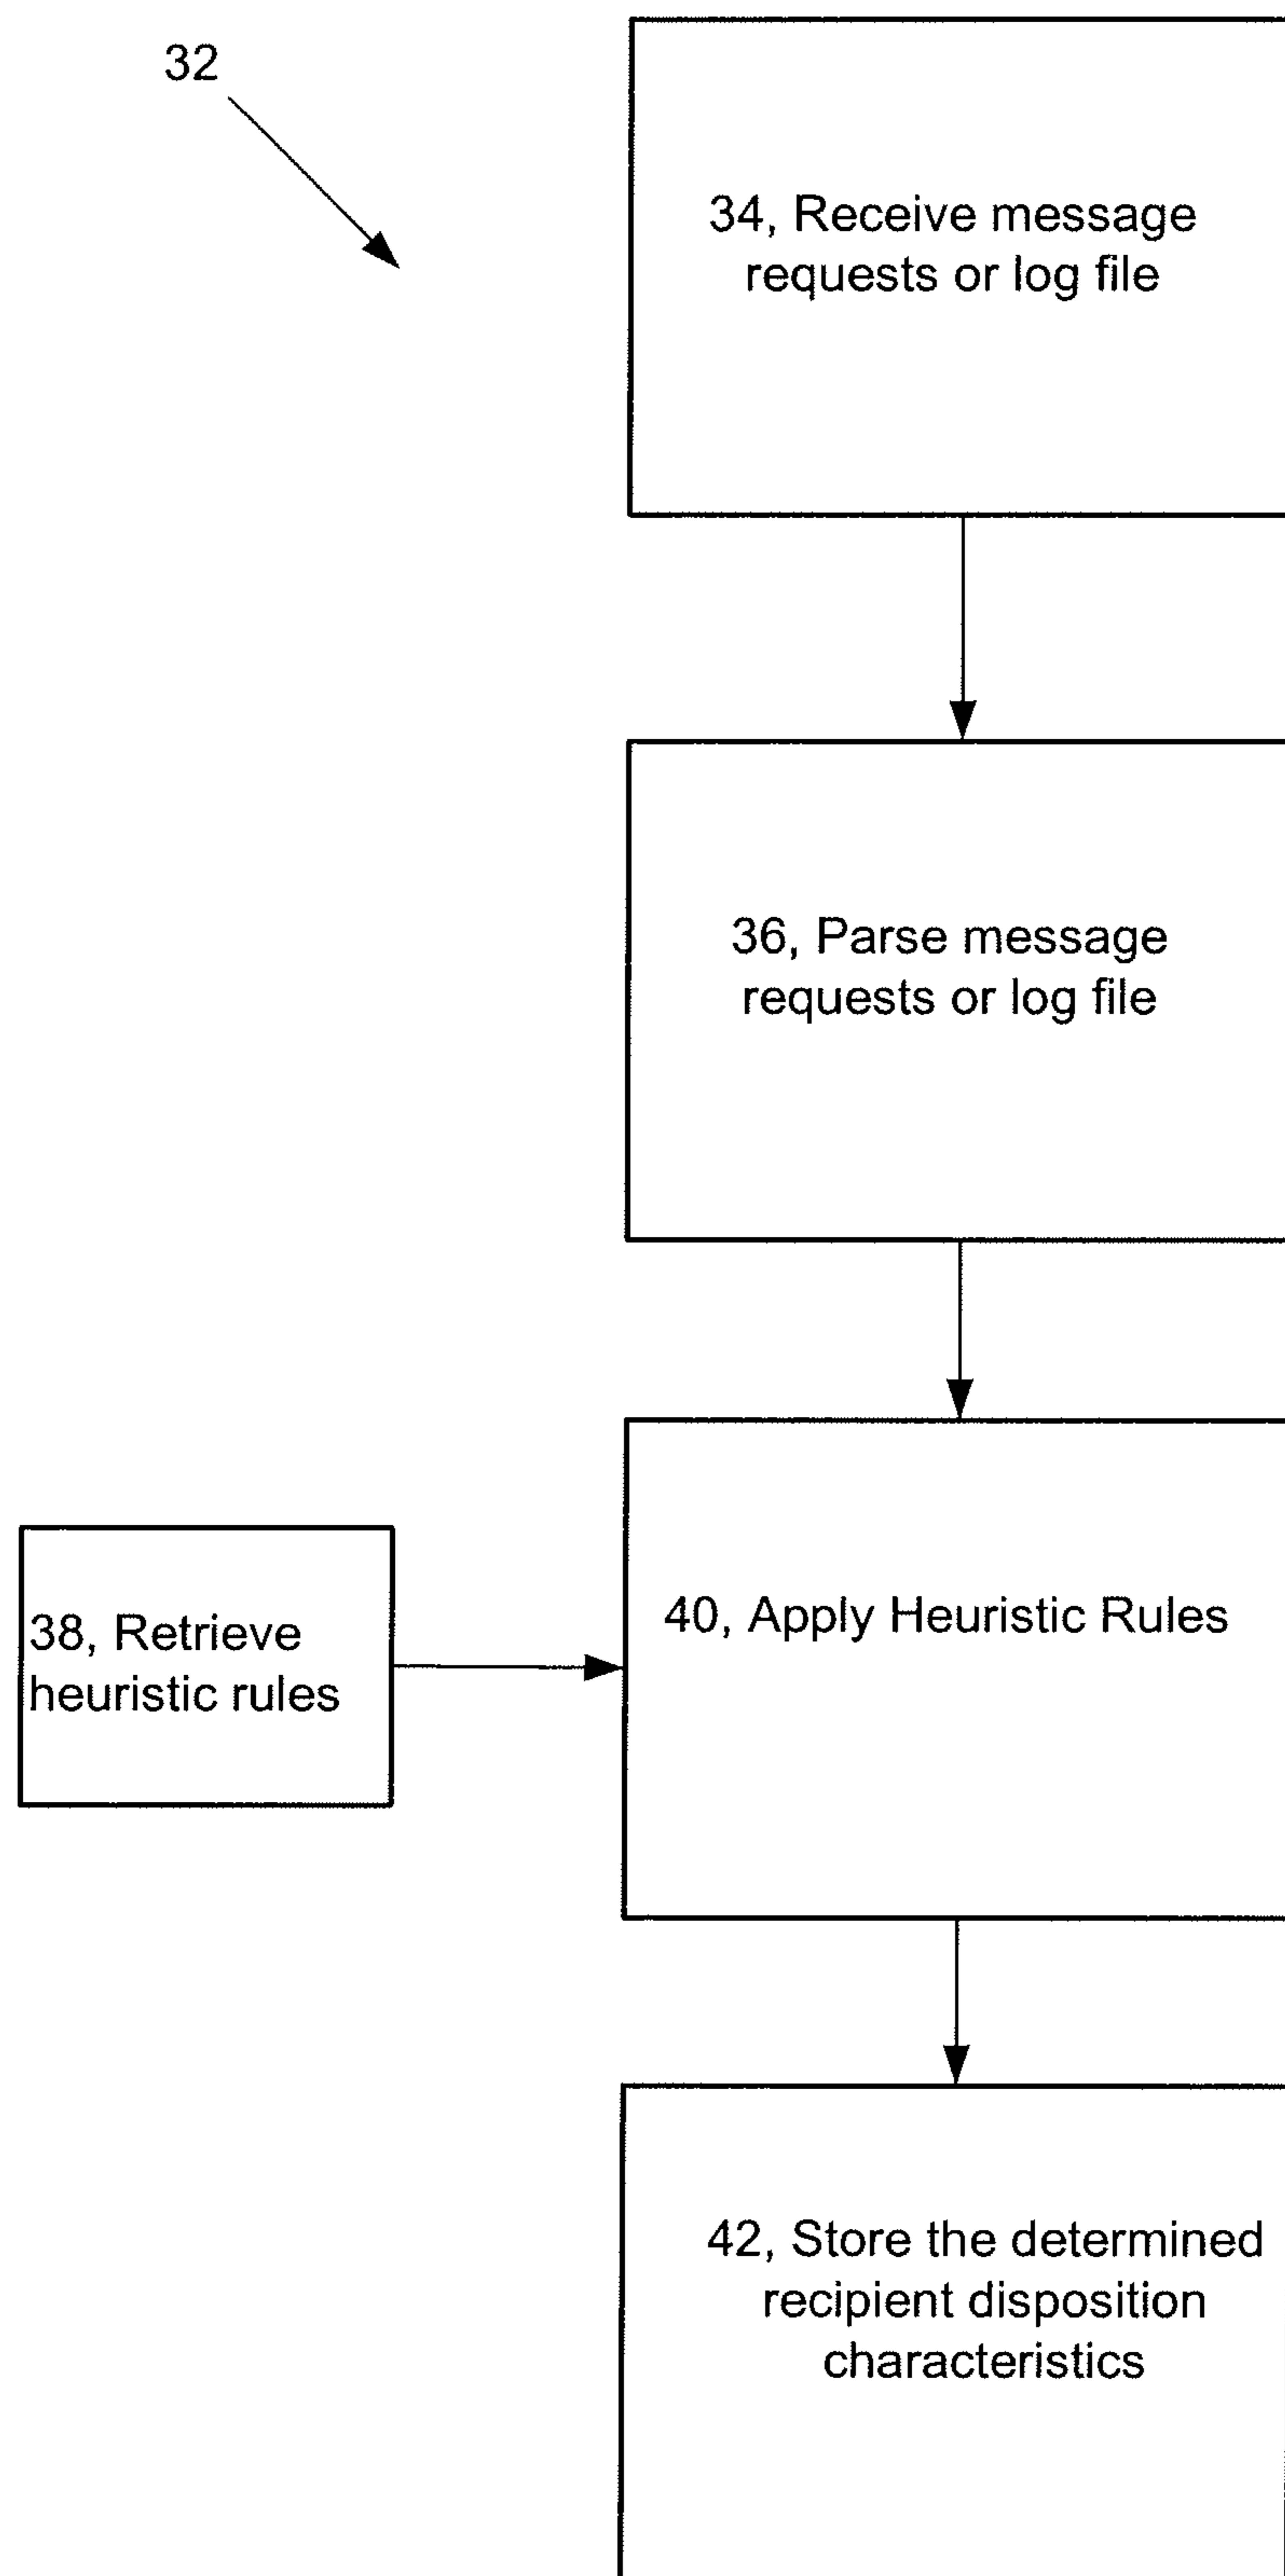 32
34, Receive message
requests or log file
36, Parse message
requests or log file
38, Retrieve
heuristic rules
40, Apply Heuristic Rules
42, Store the determined
recipient disposition
characteristics